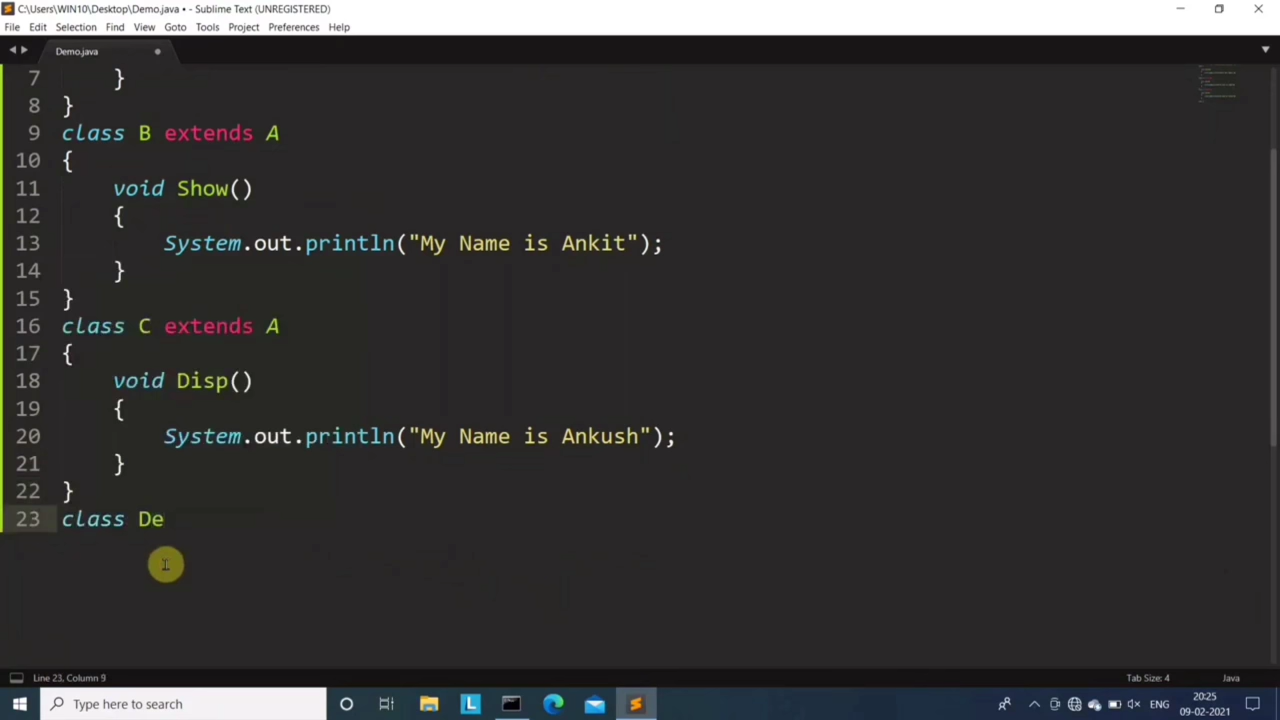 C:\Users\WIN10\Desktop\Demo.java • - Sublime Text (UNREGISTERED)
File Edit Selection Find View Goto Tools Project Preferences Help
Demo.java
7 }
8 }
9 class B extends A
10 {
11 void Show()
12 {
13 System.out.println("My Name is Ankit");
14 }
15 }
16 class C extends A
17 {
18 void Disp()
19 {
20 System.out.println("My Name is Ankush");
21 }
22 }
23 class De
Line 23, Column 9 Tab Size: 4 Java
Type here to search L ENG 20:25
09-02-2021